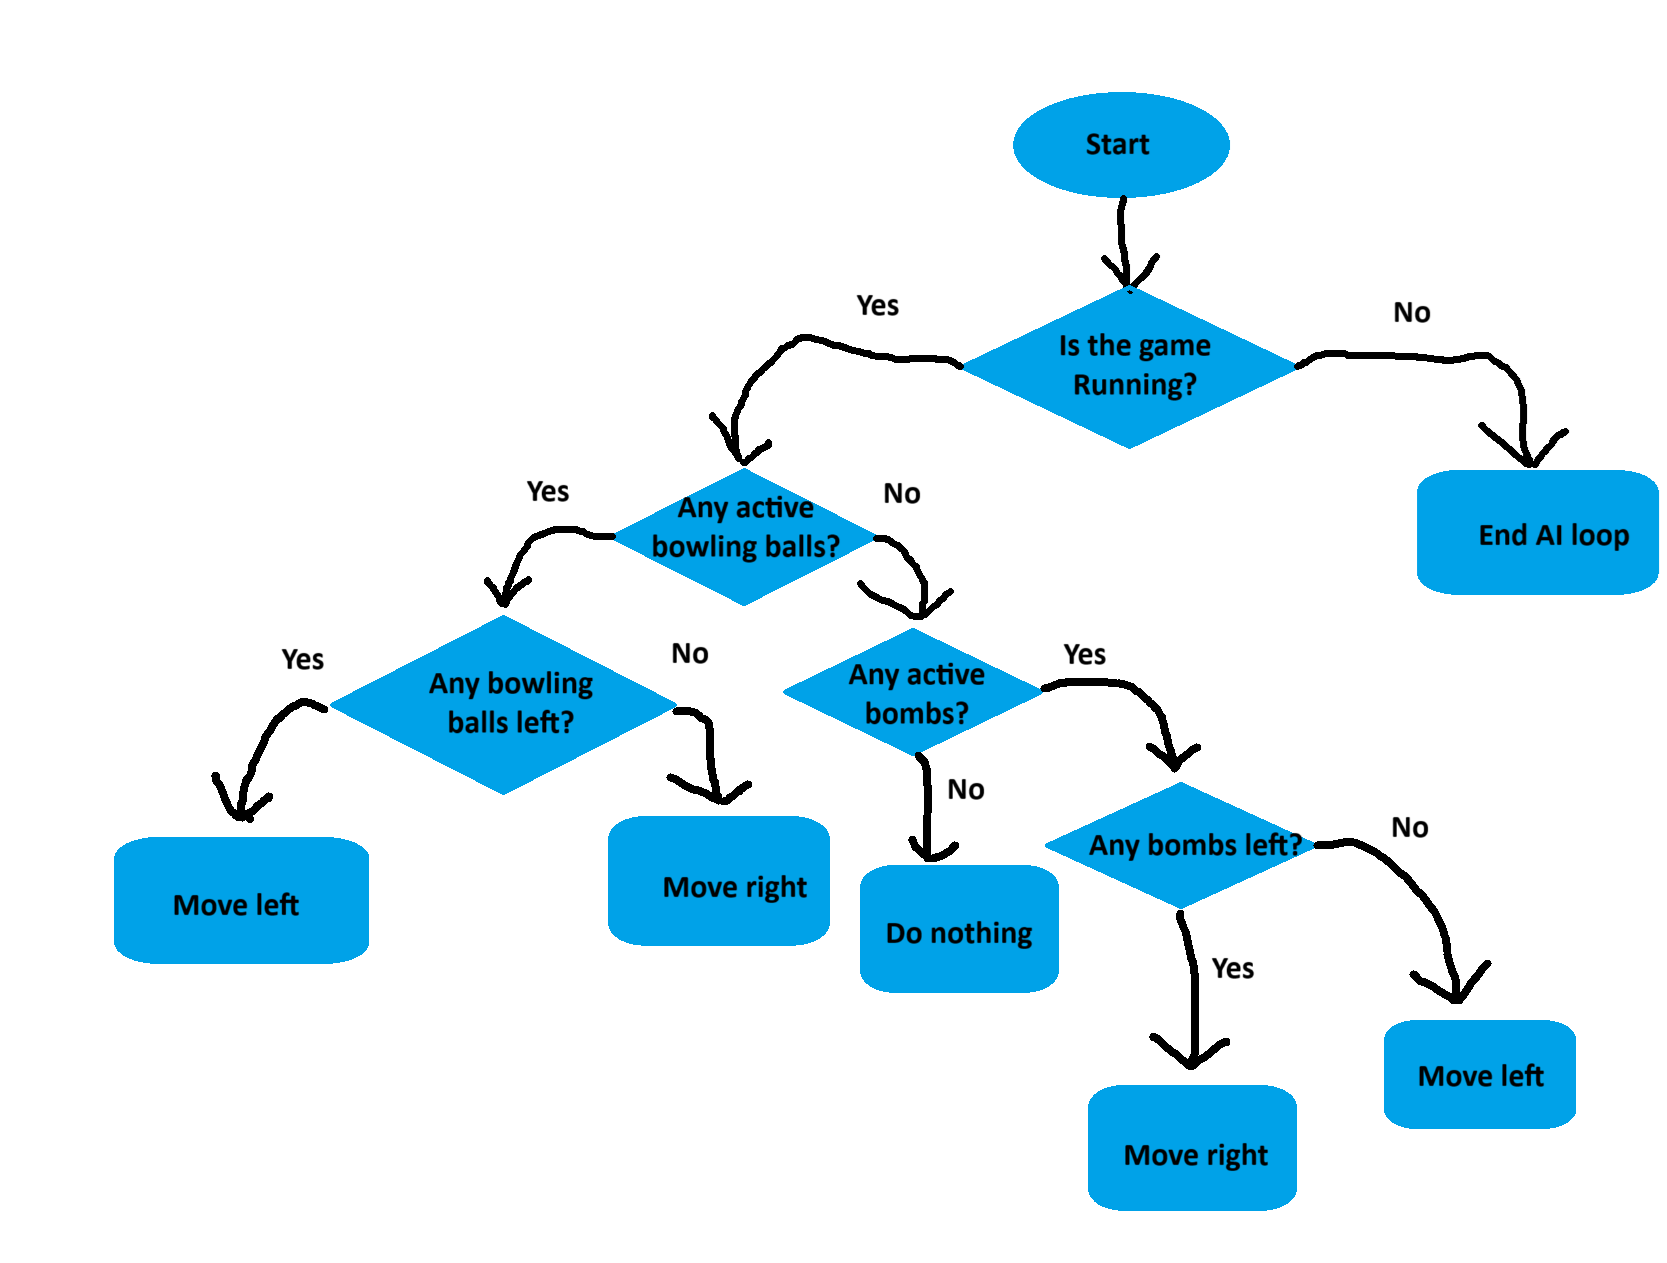 Start
Yes
No
Is the game
Running?
Yes
No
Any active
bowling balls?
End AI loop
Yes
No
Any bowling
balls left?
Any active
bombs?
Yes
No
Any bombs left?
No
Move left
Move right
Do nothing
Yes
Move left
Move right